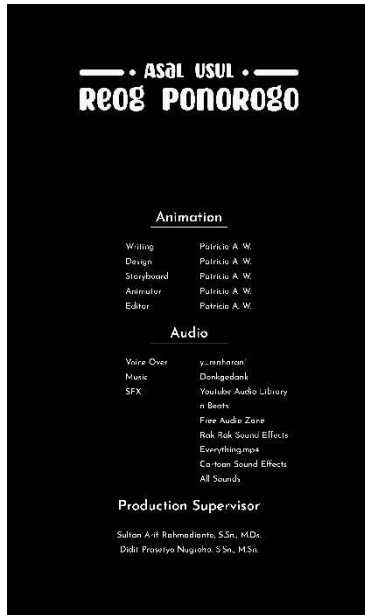 • ASAL USUL •
REOG PONOROGO
Animation
Writing Patricia A. W.
Design Patricia A. W.
Storyboard Patricia A. W.
Animator Patricia A. W.
Editor Patricia A. W.
Audio
Voice Over
Music Donkgedank
SFX Youtube Audio Library
n Beats
Free Audio Zone
Rak Rak Sound Effects
Everything.mp4
Cartoon Sound Effects
All Sounds
Production Supervisor
Sultan Arif Rahmadianto, S.Sn., M.Ds.
Didit Prasetyo Nugroho, S.Sn., M.Sn.